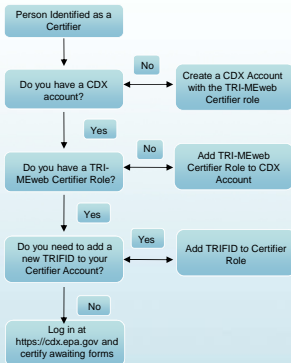 Person Identified as a
Certifier
No
Do you have a CDX
account?
Create a CDX Account
with the TRI-MEweb
Certifier role
Yes
No
Do you have a TRI-
MEweb Certifier Role?
Add TRI-MEweb
Certifier Role to CDX
Account
Yes
Do you need to add a
new TRIFID to your
Certifier Account?
Yes
Add TRIFID to Certifier
Role
No
Log in at
https://cdx.epa.gov and
certify awaiting forms